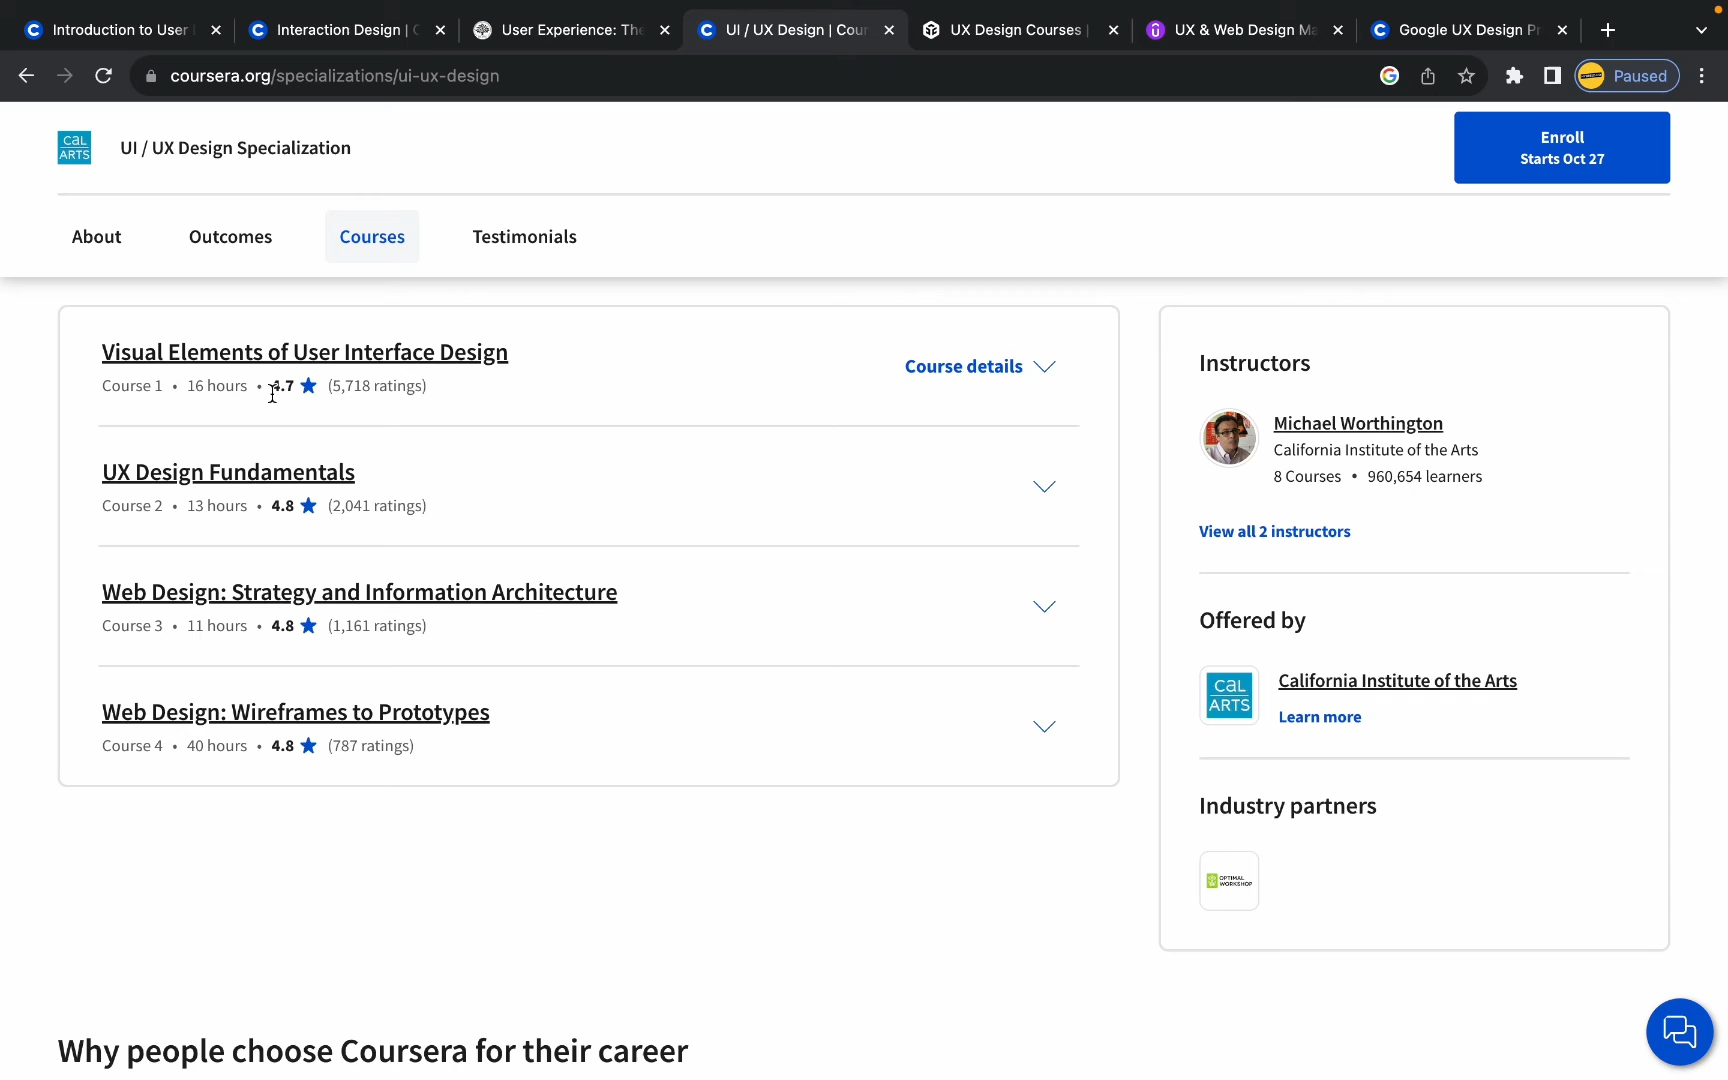 Introduction to User
Interaction Design |
User Experience: The
UI / UX Design | Cour
UX Design Courses |
UX & Web Design Ma
Google UX Design Pr
coursera.org/specializations/ui-ux-design
Paused
CAL
ARTS
UI / UX Design Specialization
Enroll
Starts Oct 27
About
Outcomes
Courses
Testimonials
Visual Elements of User Interface Design
Course 1 • 16 hours • 4.7 ★ (5,718 ratings)
Course details
UX Design Fundamentals
Course 2 • 13 hours • 4.8 ★ (2,041 ratings)
Web Design: Strategy and Information Architecture
Course 3 • 11 hours • 4.8 ★ (1,161 ratings)
Web Design: Wireframes to Prototypes
Course 4 • 40 hours • 4.8 ★ (787 ratings)
Instructors
Michael Worthington
California Institute of the Arts
8 Courses • 960,654 learners
View all 2 instructors
Offered by
CAL
ARTS
California Institute of the Arts
Learn more
Industry partners
OPTIMAL
WORKSHOP
Why people choose Coursera for their career